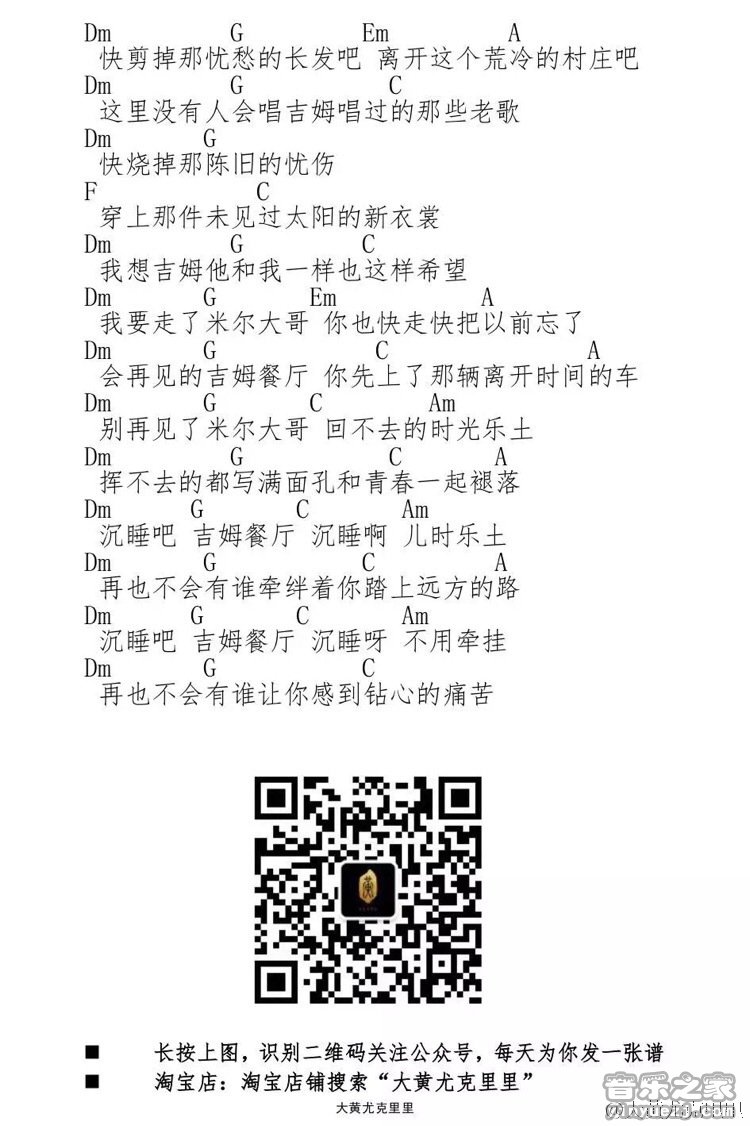 Dm G Em A
快剪掉那忧愁的长发吧 离开这个荒冷的村庄吧
Dm G C
这里没有人会唱吉姆唱过的那些老歌
Dm G
快烧掉那陈旧的忧伤
F C
穿上那件未见过太阳的新衣裳
Dm G C
我想吉姆他和我一样也这样希望
Dm G Em A
我要走了米尔大哥 你也快走快把以前忘了
Dm G C A
会再见的吉姆餐厅 你先上了那辆离开时间的车
Dm G C Am
别再见了米尔大哥 回不去的时光乐土
Dm G C A
挥不去的都写满面孔和青春一起褪落
Dm G C Am
沉睡吧 吉姆餐厅 沉睡啊 儿时乐土
Dm G C A
再也不会有谁牵绊着你踏上远方的路
Dm G C Am
沉睡吧 吉姆餐厅 沉睡呀 不用牵挂
Dm G C
再也不会有谁让你感到钻心的痛苦
■ 长按上图，识别二维码关注公众号，每天为你发一张谱
■ 淘宝店：淘宝店铺搜索“大黄尤克里里”
音乐之家
大黄尤克里里